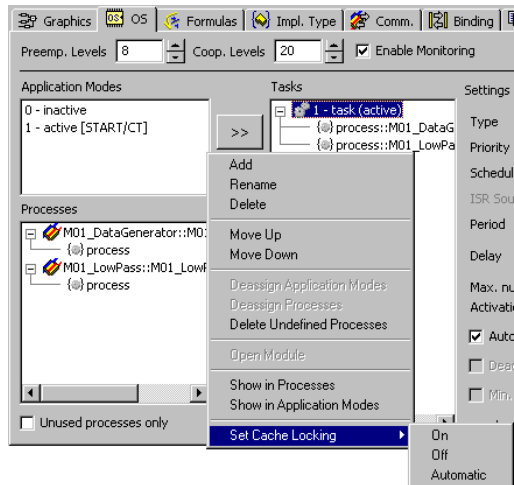 Graphics OS Formulas Impl. Type Comm. Binding
Preemp. Levels 8 Coop. Levels 20 Enable Monitoring
Application Modes Tasks Settings
0 - inactive
1 - active [START/CT]
>>
1 - task (active)
process::M01_DataG
process::M01_LowPa
Type
Priority
Schedul
ISR Sou
Period
Delay
Max. nu
Activati
Auto
Dead
Min.
Processes
M01_DataGenerator::M0
process
M01_LowPass::M01_LowF
process
Unused processes only
Add
Rename
Delete
Move Up
Move Down
Deassign Application Modes
Deassign Processes
Delete Undefined Processes
Open Module
Show in Processes
Show in Application Modes
Set Cache Locking
On
Off
Automatic